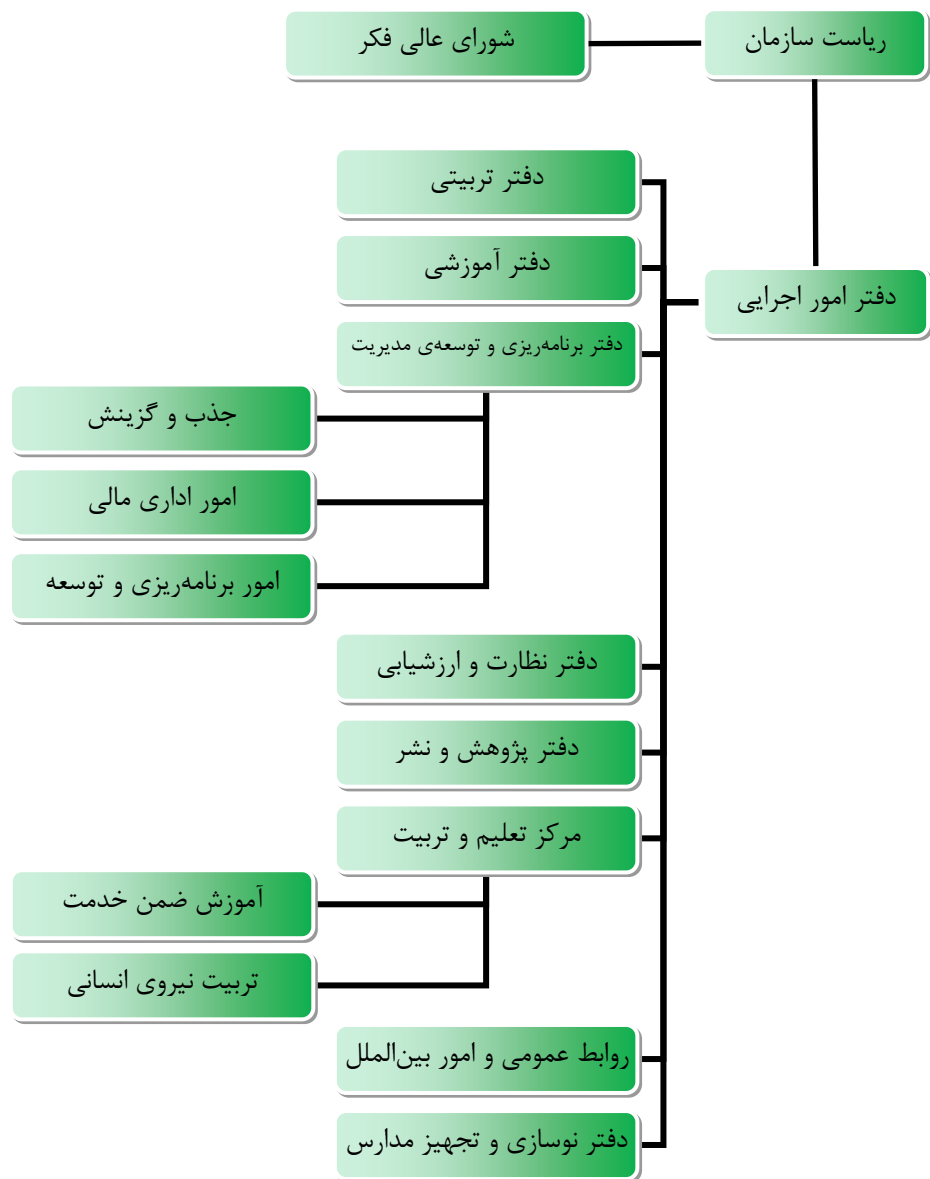 ریاست سازمان
شورای عالی فکر
دفتر امور اجرایی
دفتر تربیتی
دفتر آموزشی
دفتر برنامه‌ریزی و توسعه‌ی مدیریت
جذب و گزینش
امور اداری مالی
امور برنامه‌ریزی و توسعه
دفتر نظارت و ارزشیابی
دفتر پژوهش و نشر
مرکز تعلیم و تربیت
آموزش ضمن خدمت
تربیت نیروی انسانی
روابط عمومی و امور بین‌الملل
دفتر نوسازی و تجهیز مدارس